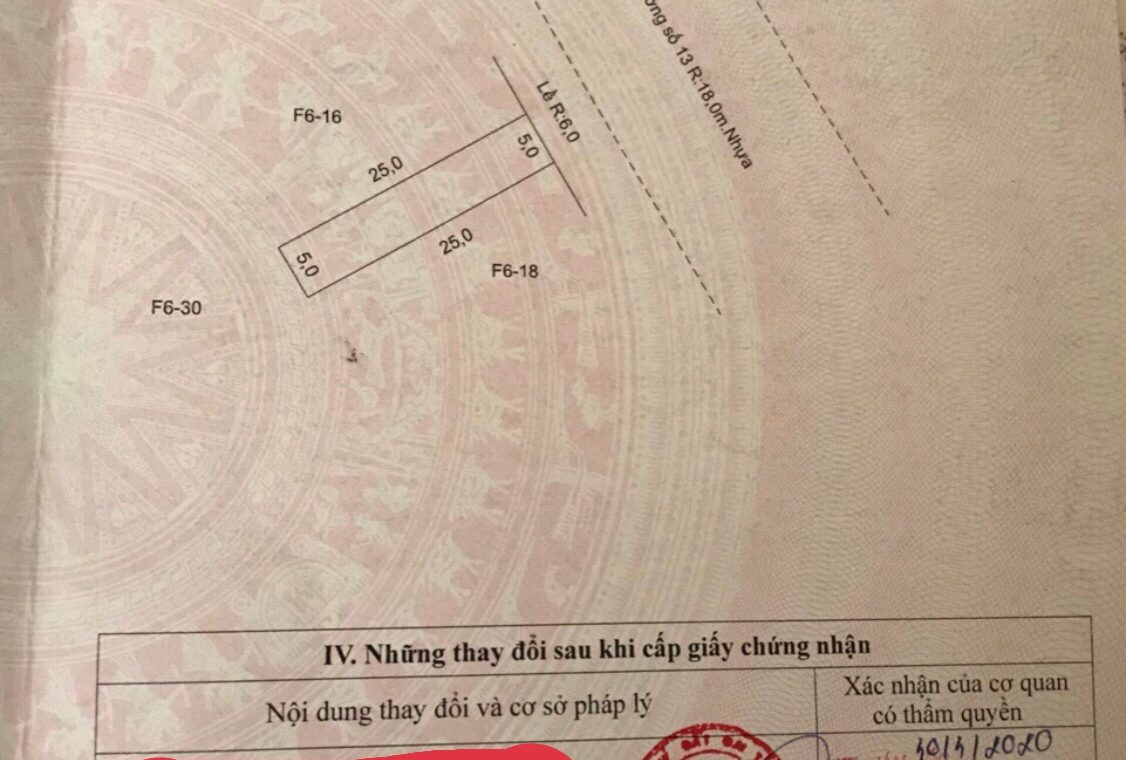 ờng số 13 R:18,0m.Nhựa
Lề R:6,0
F6-16
25,0
5,0
25,0
5,0
F6-18
F6-30
IV. Những thay đổi sau khi cấp giấy chứng nhận
Nội dung thay đổi và cơ sở pháp lý
Xác nhận của cơ quan
có thẩm quyền